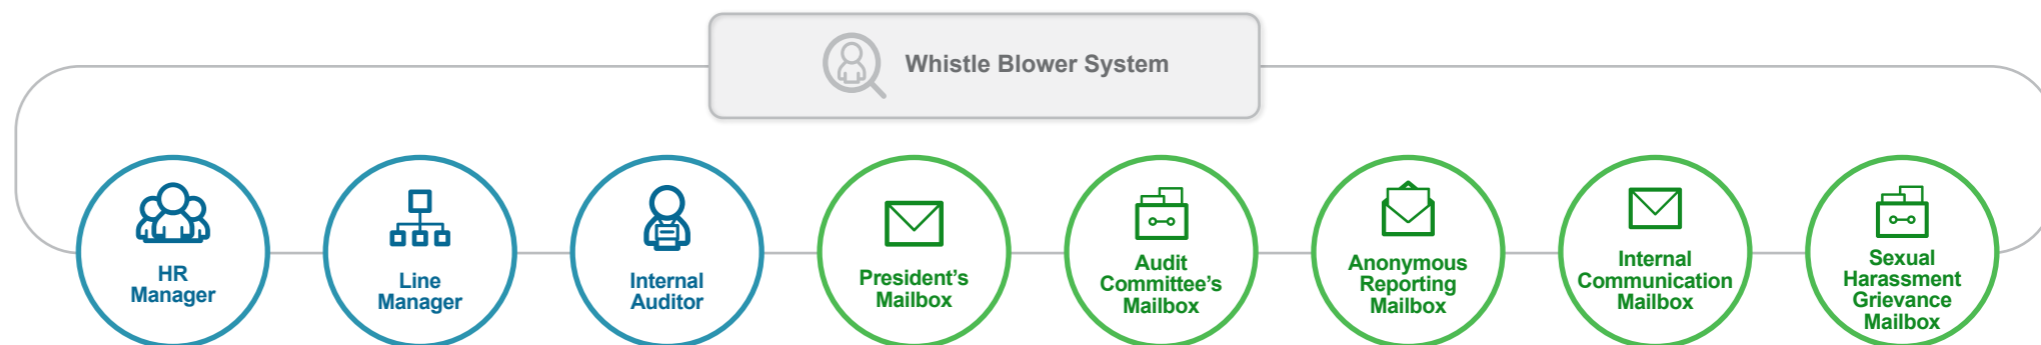 Whistle Blower System
HR
Manager
Line
Manager
Internal
Auditor
President’s
Mailbox
Audit
Committee’s
Mailbox
Anonymous
Reporting
Mailbox
Internal
Communication
Mailbox
Sexual
Harassment
Grievance
Mailbox